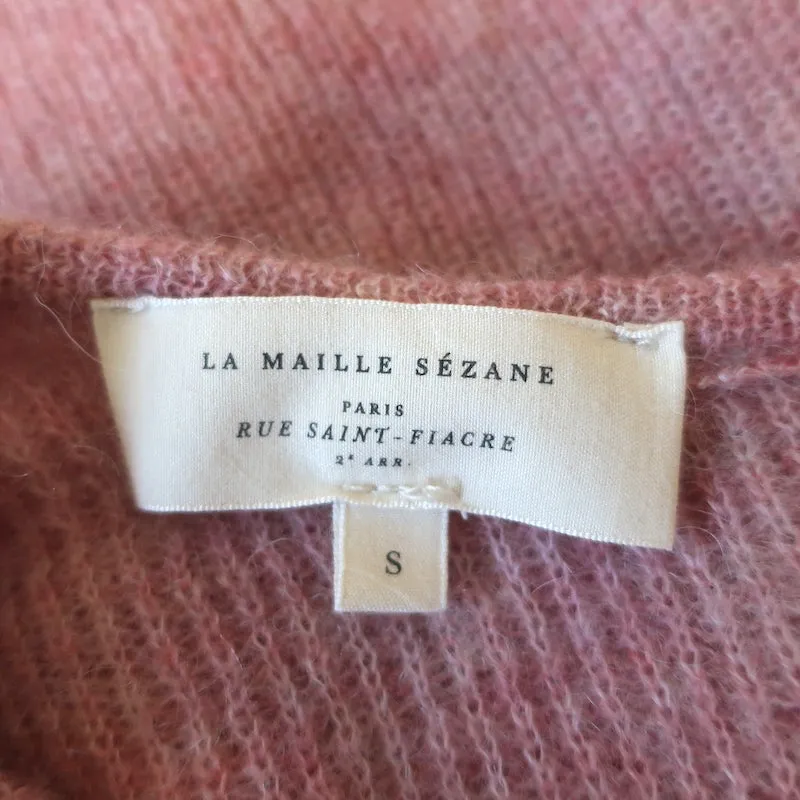 LA MAILLE SÉZANE
PARIS
RUE SAINT-FIACRE
2ᵉ ARR.
S